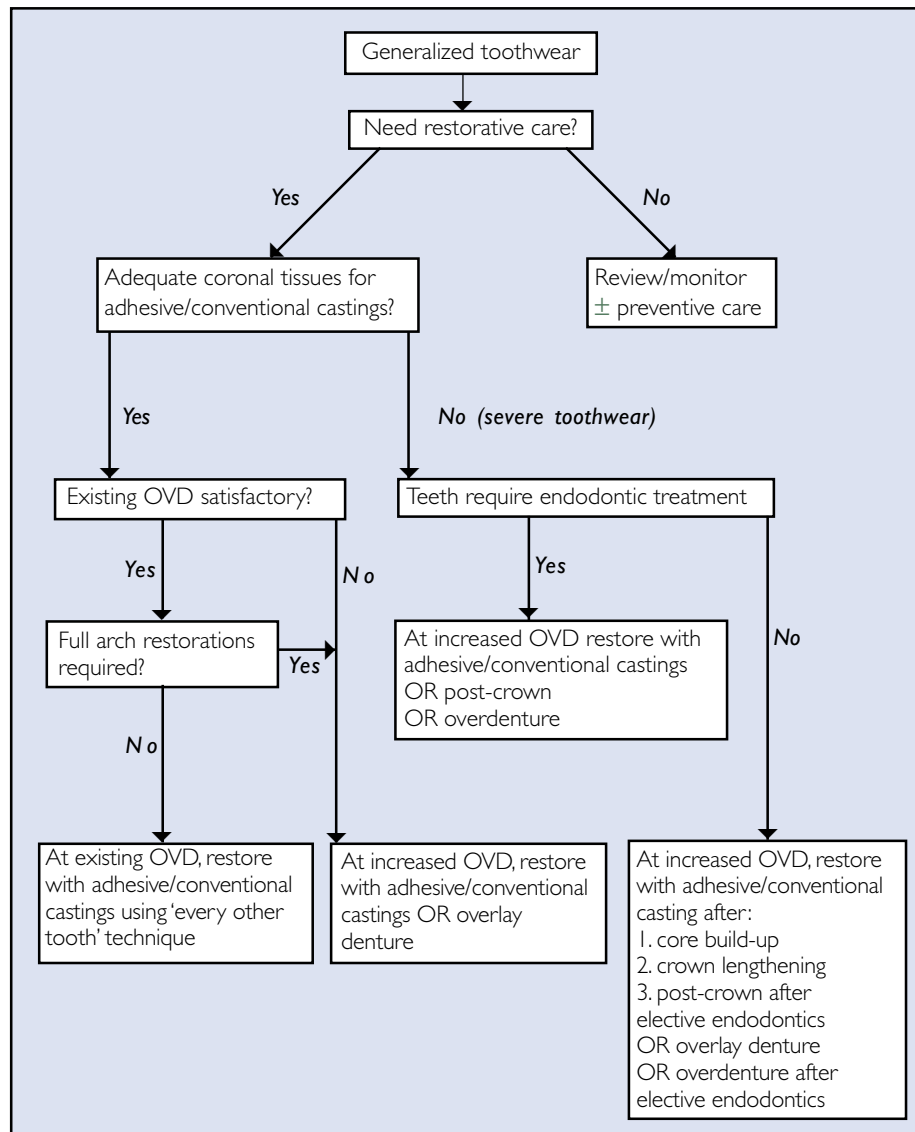 Generalized toothwear
Need restorative care?
Yes
No
Adequate coronal tissues for
adhesive/conventional castings?
Review/monitor
± preventive care
Yes
No (severe toothwear)
Existing OVD satisfactory?
Teeth require endodontic treatment
Yes
No
Yes
No
Full arch restorations
required?
Yes
At increased OVD restore with
adhesive/conventional castings
OR post-crown
OR overdenture
No
At existing OVD, restore
with adhesive/conventional
castings using ‘every other
tooth’ technique
At increased OVD, restore
with adhesive/conventional
castings OR overlay
denture
At increased OVD, restore
with adhesive/conventional
casting after:
1. core build-up
2. crown lengthening
3. post-crown after
elective endodontics
OR overlay denture
OR overdenture after
elective endodontics